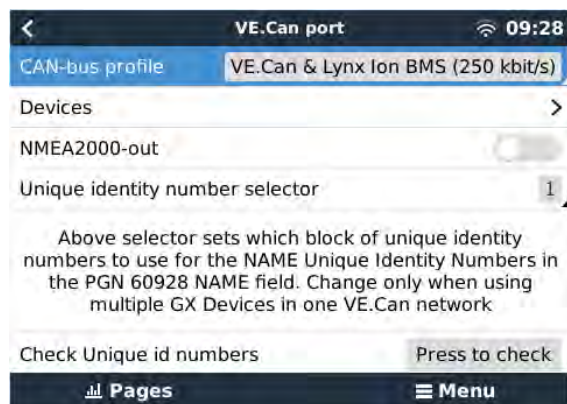 VE.Can port 09:28
CAN-bus profile VE.Can & Lynx Ion BMS (250 kbit/s)
Devices
NMEA2000-out
Unique identity number selector 1
Above selector sets which block of unique identity
numbers to use for the NAME Unique Identity Numbers in
the PGN 60928 NAME field. Change only when using
multiple GX Devices in one VE.Can network
Check Unique id numbers Press to check
Pages Menu